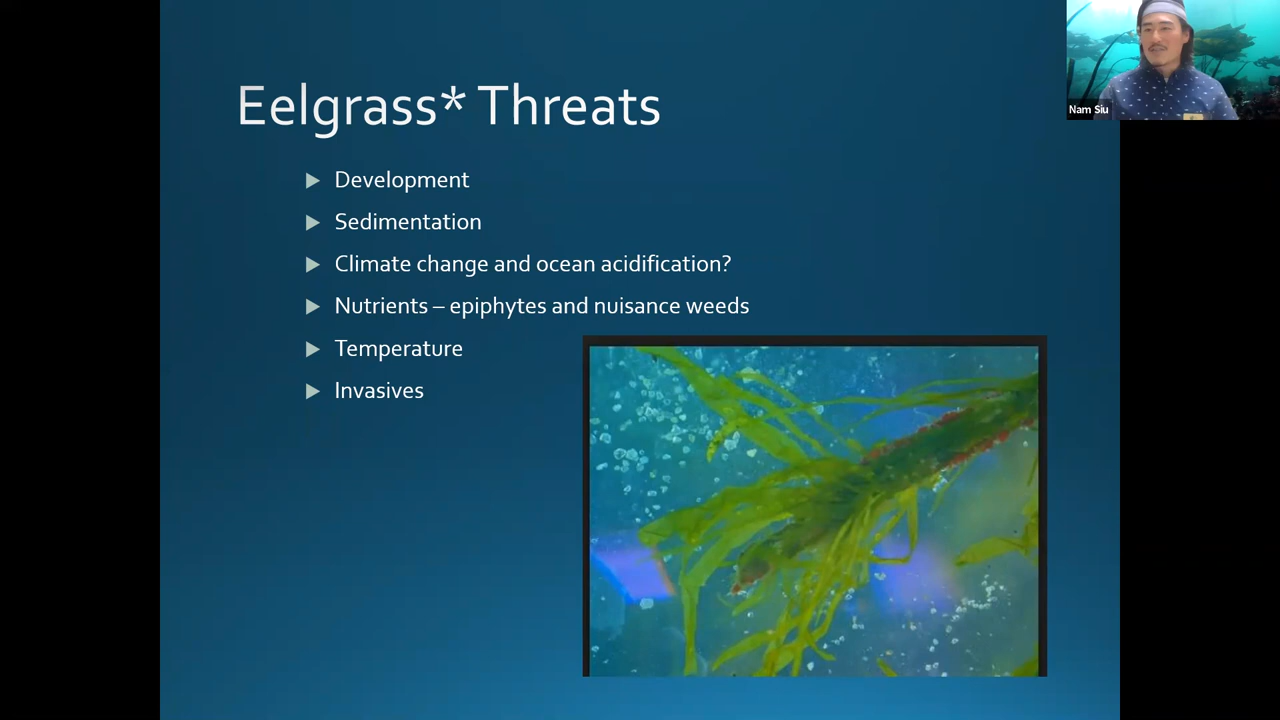 Eelgrass* Threats
Development
Sedimentation
Climate change and ocean acidification?
Nutrients – epiphytes and nuisance weeds
Temperature
Invasives
Nam Siu